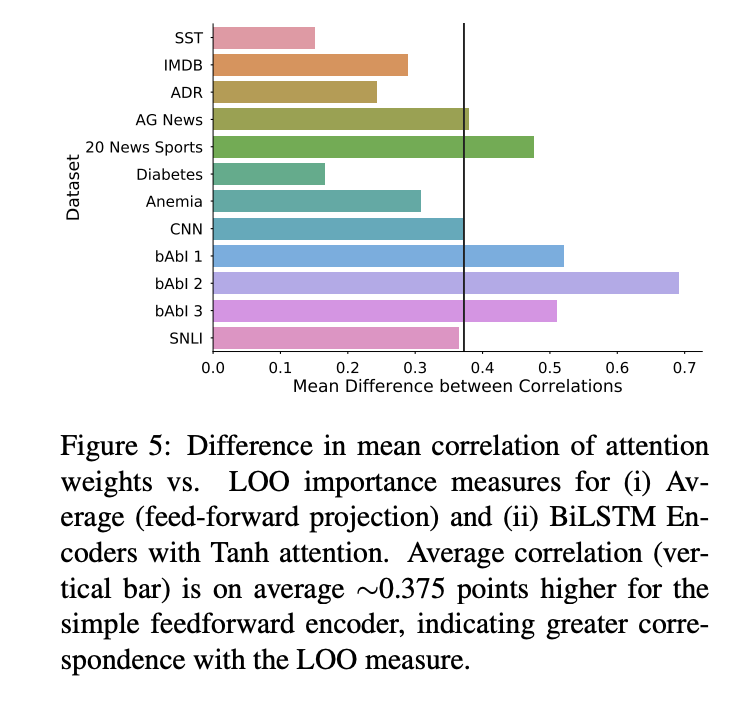 SST
IMDB
ADR
AG News
20 News Sports
Diabetes
Anemia
CNN
bAbI 1
bAbI 2
bAbI 3
SNLI
Dataset
0.0 0.1 0.2 0.3 0.4 0.5 0.6 0.7
Mean Difference between Correlations
Figure 5: Difference in mean correlation of attention
weights vs. LOO importance measures for (i) Av-
erage (feed-forward projection) and (ii) BiLSTM En-
coders with Tanh attention. Average correlation (ver-
tical bar) is on average ∼0.375 points higher for the
simple feedforward encoder, indicating greater corre-
spondence with the LOO measure.